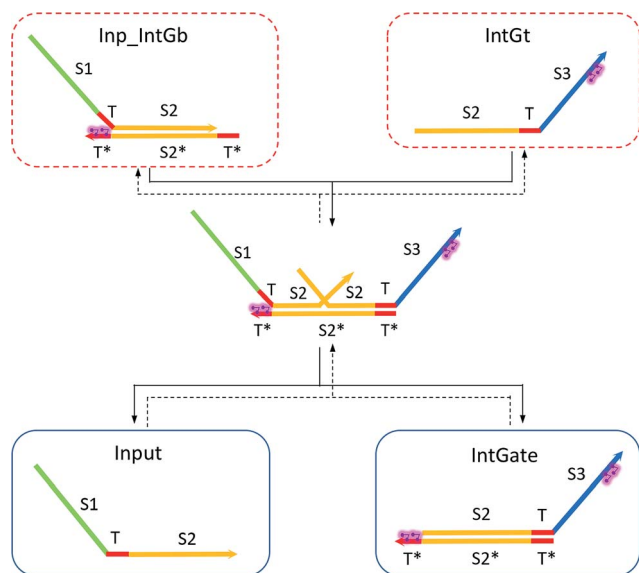 Inp_IntGb
S1
T
S2
T*
S2*
T*
IntGt
S3
S2
T
S1
S3
T
S2
S2
T
T*
S2*
T*
Input
S1
T
S2
IntGate
S3
S2
T
T*
S2*
T*